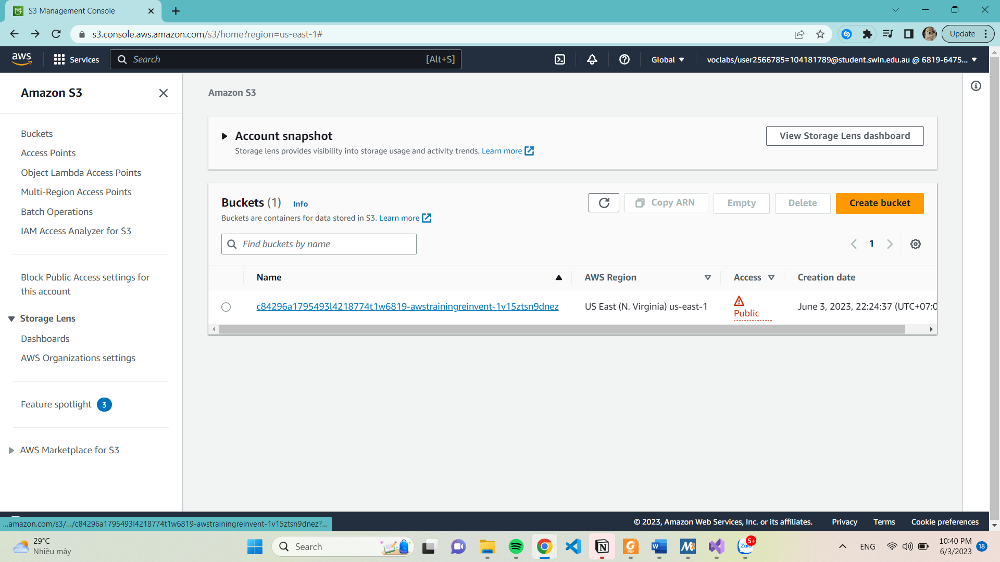 S3 Management Console
s3.console.aws.amazon.com/s3/home?region=us-east-1#
Update
aws
Services
Search
[Alt+S]
Global
voclabs/user2566785=104181789@student.swin.edu.au @ 6819-6475...
Amazon S3
Buckets
Access Points
Object Lambda Access Points
Multi-Region Access Points
Batch Operations
IAM Access Analyzer for S3
Block Public Access settings for
this account
Storage Lens
Dashboards
AWS Organizations settings
Feature spotlight 3
AWS Marketplace for S3
Amazon S3
Account snapshot
View Storage Lens dashboard
Storage lens provides visibility into storage usage and activity trends. Learn more
Buckets (1) Info
Copy ARN
Empty
Delete
Create bucket
Buckets are containers for data stored in S3. Learn more
Find buckets by name
1
Name
AWS Region
Access
Creation date
c84296a1795493l4218774t1w6819-awstrainingreinvent-1v15ztsn9dnez
US East (N. Virginia) us-east-1
Public
June 3, 2023, 22:24:37 (UTC+07:0
...amazon.com/s3/.../c84296a1795493l4218774t1w6819-awstrainingreinvent-1v15ztsn9dnez?...
© 2023, Amazon Web Services, Inc. or its affiliates.
Privacy
Terms
Cookie preferences
29°C
Nhiều mây
Search
PDF
W
Zalo
5+
ENG
10:40 PM
6/3/2023
18